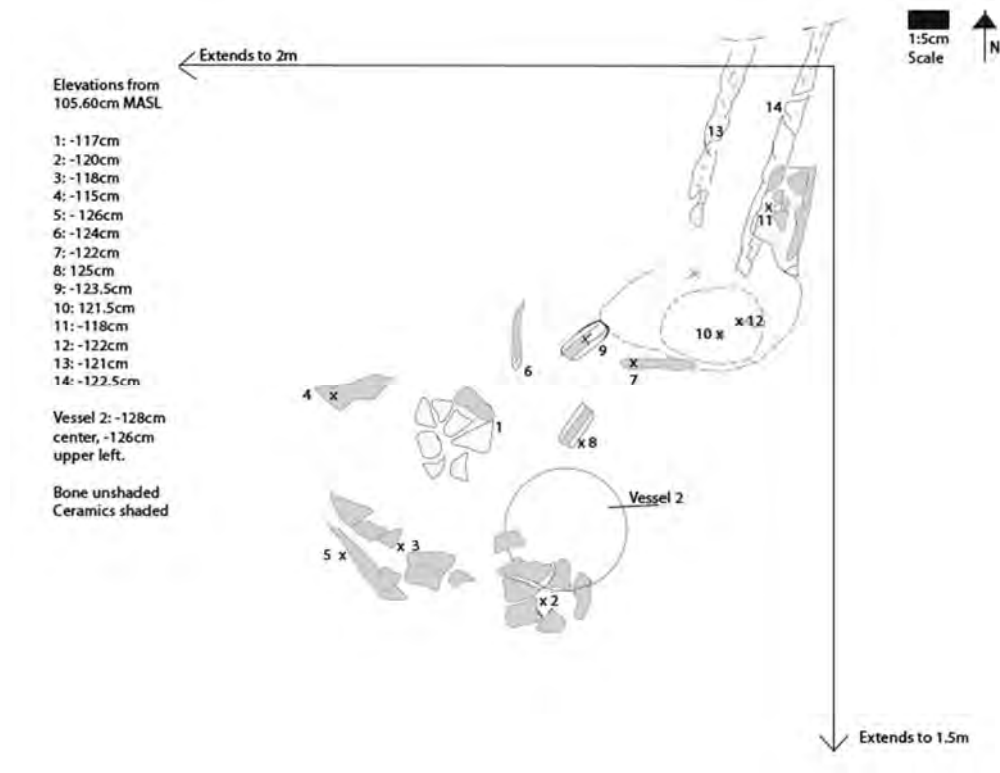 1:5cm
Scale
N
Extends to 2m
Elevations from
105.60cm MASL
1: -117cm
2: -120cm
3: -118cm
4: -115cm
5: - 126cm
6: -124cm
7: -122cm
8: 125cm
9: -123.5cm
10: 121.5cm
11: -118cm
12: -122cm
13: -121cm
14: -122.5cm
Vessel 2: -128cm
center, -126cm
upper left.
Bone unshaded
Ceramics shaded
14
13
x
11
x
x 12
10 x
x
9
6
x
7
4 x
1
x 8
Vessel 2
x 3
5 x
x 2
Extends to 1.5m